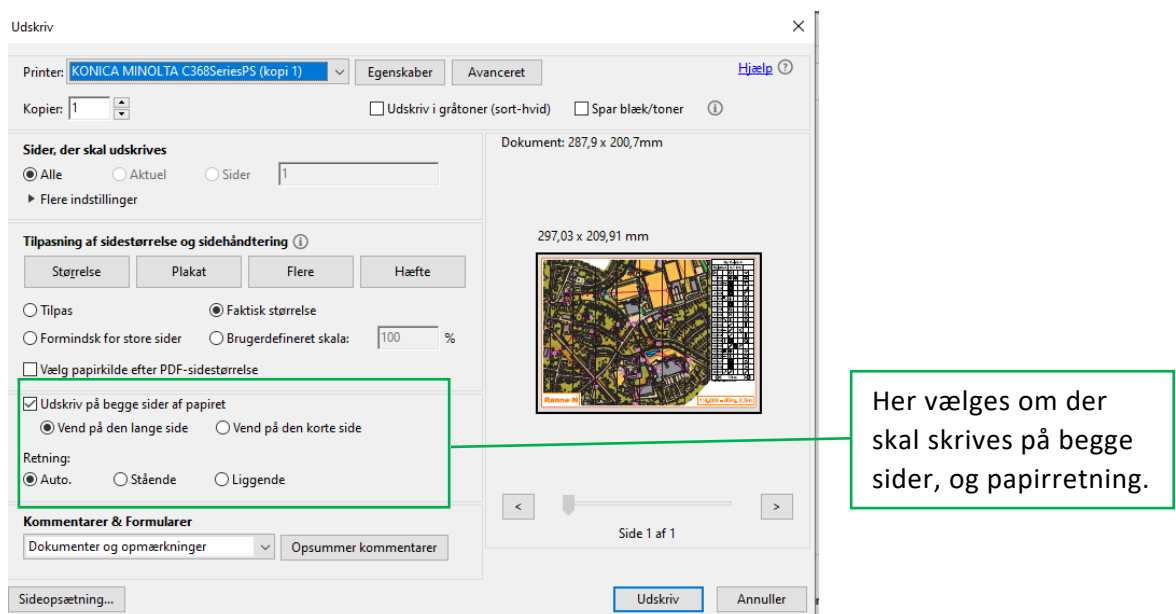 Udskriv
Printer: KONICA MINOLTA C368SeriesPS (kopi 1) Egenskaber Avanceret Hjælp
Kopier: 1 Udskriv i gråtoner (sort-hvid) Spar blæk/toner
Sider, der skal udskrives
Alle Aktuel Sider 1
Flere indstillinger
Tilpasning af sidestørrelse og sidehåndtering
Størrelse Plakat Flere Hæfte
Tilpas Faktisk størrelse
Formindsk for store sider Brugerdefineret skala: 100 %
Vælg papirkilde efter PDF-sidestørrelse
Udskriv på begge sider af papiret
Vend på den lange side Vend på den korte side
Retning:
Auto. Stående Liggende
Kommentarer & Formularer
Dokumenter og opmærkninger Opsummer kommentarer
Dokument: 287,9 x 200,7mm
297,03 x 209,91 mm
Rønne N
< >
Side 1 af 1
Sideopsætning... Udskriv Annuller
Her vælges om der
skal skrives på begge
sider, og papirretning.